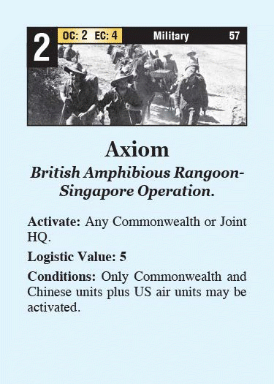 2
OC: 2 EC: 4 Military 57
Axiom
British Amphibious Rangoon-
Singapore Operation.
Activate: Any Commonwealth or Joint
HQ.
Logistic Value: 5
Conditions: Only Commonwealth and
Chinese units plus US air units may be
activated.